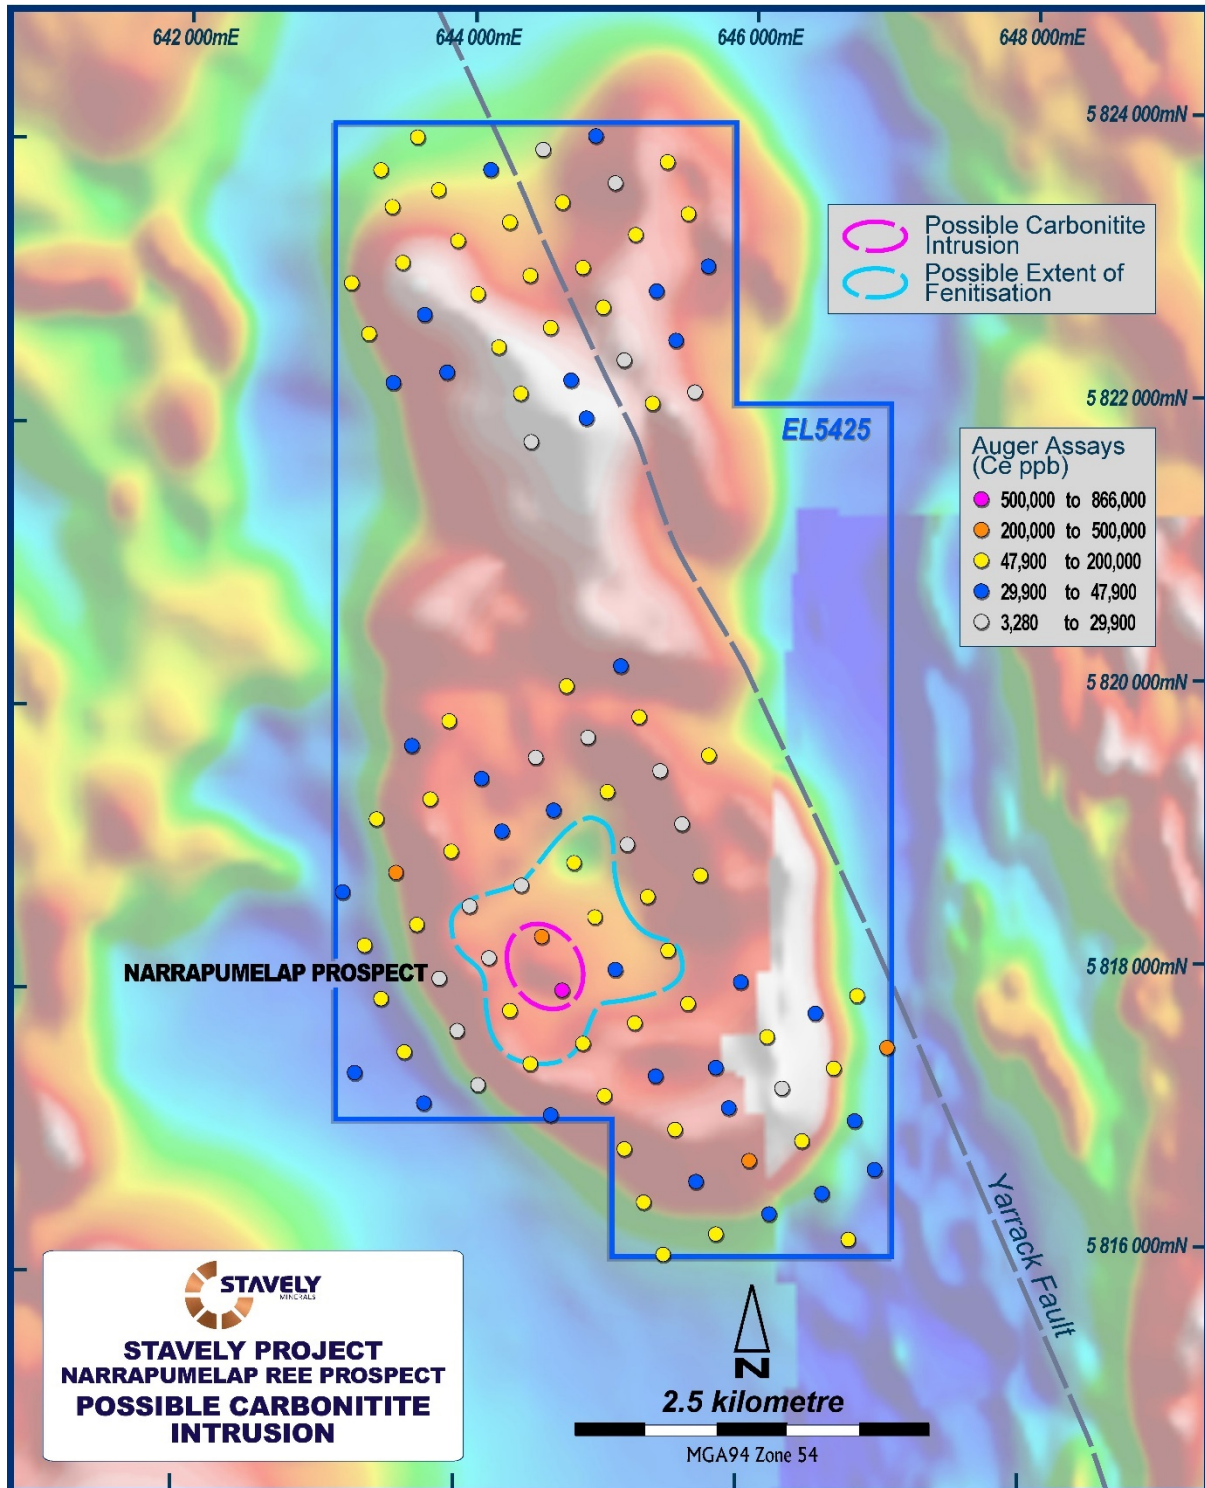 642 000mE
644 000mE
646 000mE
648 000mE
5 824 000mN
Possible Carbonitite
Intrusion
Possible Extent of
Fenitisation
5 822 000mN
EL5425
Auger Assays
(Ce ppb)
500,000 to 866,000
200,000 to 500,000
47,900 to 200,000
29,900 to 47,900
3,280 to 29,900
5 820 000mN
NARRAPUMELAP PROSPECT
5 818 000mN
Yarrack Fault
5 816 000mN
STAVELY
MINERALS
STAVELY PROJECT
NARRAPUMELAP REE PROSPECT
POSSIBLE CARBONITITE
INTRUSION
N
2.5 kilometre
MGA94 Zone 54